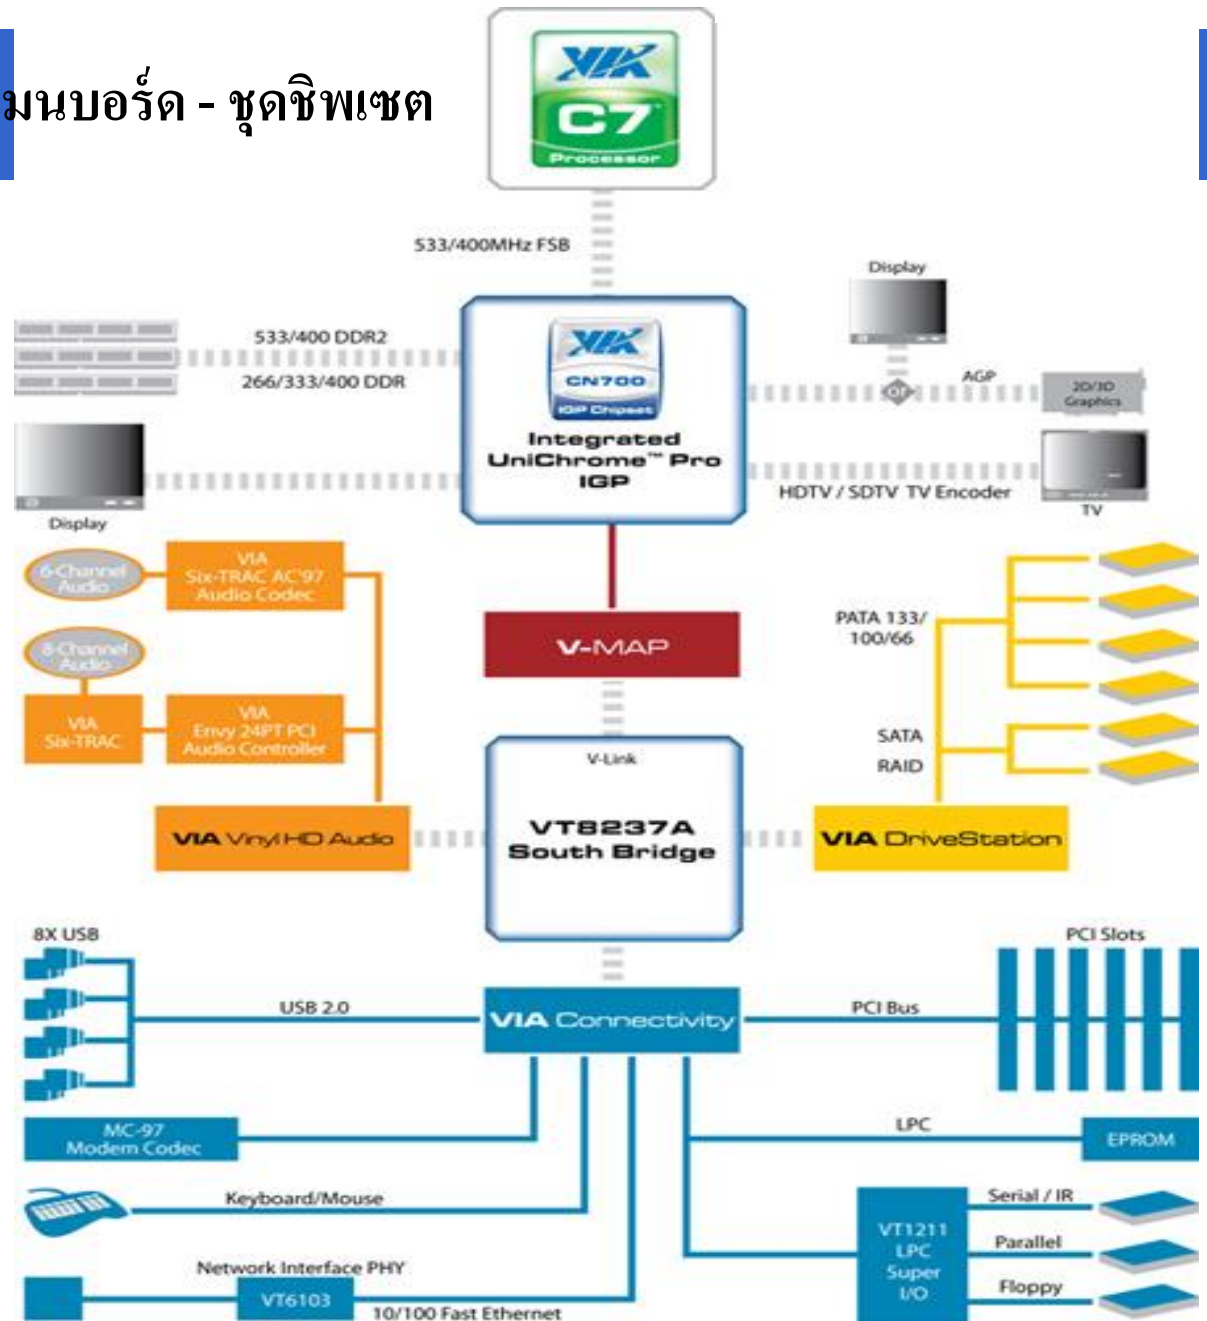 มนบอร์ด - ชุดชิพเซต
VIA
C7
Processor
533/400MHz FSB
Display
533/400 DDR2
266/333/400 DDR
VIA
CN700
IGP Chipset
Integrated
UniChrome™ Pro
IGP
or
AGP
2D/3D
Graphics
HDTV / SDTV TV Encoder
TV
Display
6-Channel
Audio
VIA
Six-TRAC AC'97
Audio Codec
8-Channel
Audio
VIA
Six-TRAC
VIA
Envy 24PT PCI
Audio Controller
V-MAP
PATA 133/
100/66
SATA
RAID
V-Link
VT8237A
South Bridge
VIA Vinyl HD Audio
VIA DriveStation
8X USB
USB 2.0
VIA Connectivity
PCI Bus
PCI Slots
MC-97
Modem Codec
LPC
EPROM
Keyboard/Mouse
VT1211
LPC
Super
I/O
Serial / IR
Parallel
Floppy
Network Interface PHY
VT6103
10/100 Fast Ethernet